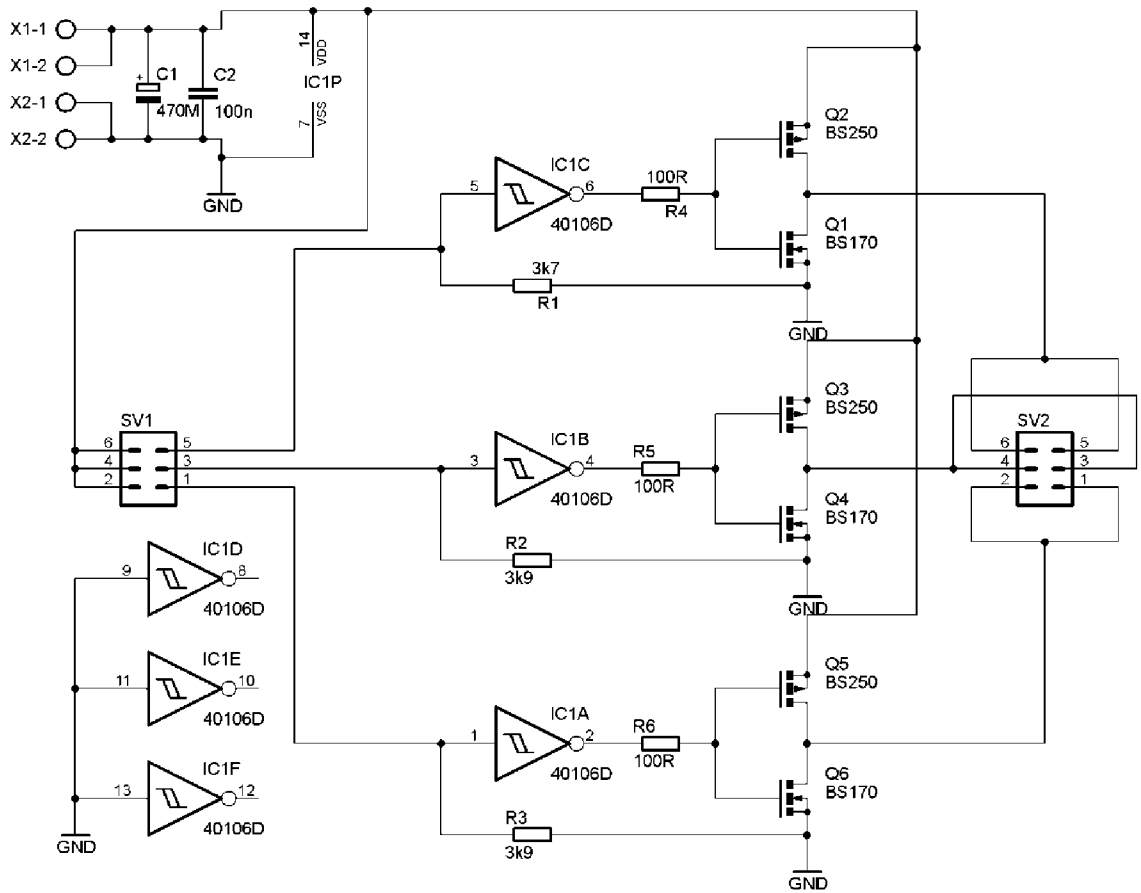 X1-1
X1-2
X2-1
X2-2
+
C1
470M
C2
100n
14
VDD
IC1P
7
VSS
GND
Q2
BS250
IC1C
5
6
40106D
100R
R4
Q1
BS170
3k7
R1
GND
SV1
6
4
2
5
3
1
IC1B
3
4
40106D
R5
100R
Q3
BS250
Q4
BS170
R2
3k9
GND
SV2
6
4
2
5
3
1
IC1D
9
8
40106D
IC1E
11
10
40106D
IC1F
13
12
40106D
GND
IC1A
1
2
40106D
R6
100R
Q5
BS250
Q6
BS170
R3
3k9
GND